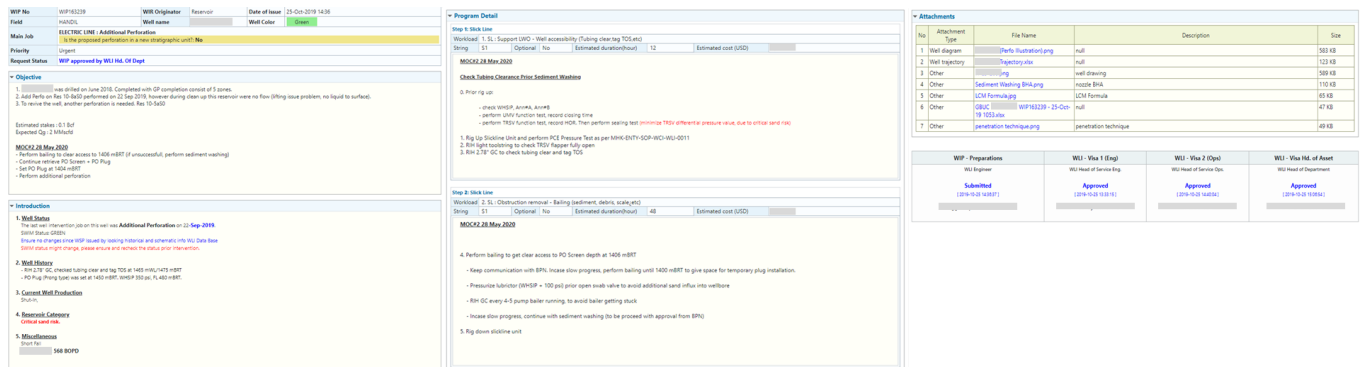 WIP No WIP163239 WIR Originator Reservoir Date of issue 25-Oct-2019 14:36
Field HANDIL Well name Well Color Green
Main Job ELECTRIC LINE : Additional Perforation
Is the proposed perforation in a new stratigraphic unit?: No
Priority Urgent
Request Status WIP approved by WLI Hd. Of Dept
Objective
1. was drilled on June 2018. Completed with GP completion consist of 5 zones.
2. Add Perfo on Res 10-8a50 performed on 22 Sep 2019, however during clean up this reservoir were no flow (lifting issue problem, no liquid to surface).
3. To revive the well, another perforation is needed. Res 10-5a50
Estimated stakes : 0.1 Bcf
Expected Qg : 2 MMscfd
MOC#2 28 May 2020
- Perform bailing to clear access to 1406 mBRT (if unsuccessful, perform sediment washing)
- Continue retrieve PO Screen + PO Plug
- Set PO Plug at 1404 mBRT
- Perform additional perforation
Introduction
1. Well Status
The last well intervention job on this well was Additional Perforation on 22-Sep-2019.
SWM Status: GREEN
Ensure no changes since WSP issued by looking historical and schematic info WLI Data Base
SWM status might change, please ensure and recheck the status prior intervention.
2. Well History
- RIH 2.78" GC, checked tubing clear and tag TOS at 1465 mWL/1475 mBRT
- PO Plug (Prong type) was set at 1450 mBRT. WHSIP 350 psi, FL 480 mBRT.
3. Current Well Production
Shut-in,
4. Reservoir Category
Critical sand risk.
5. Miscellaneous
Short Fei:
568 BOPD
Program Detail
Step 1: Slick Line
Workload 1. SL : Support LWO - Well accessibility (Tubing clear,tag TOS,etc)
String S1 Optional No Estimated duration(hour) 12 Estimated cost (USD)
MOC#2 28 May 2020
Check Tubing Clearance Prior Sediment Washing
0. Prior rig up:
- check WHSIP, Ann#A, Ann#B
- perform UMV function test, record closing time
- perform TRSV function test, record HOR. Then perform sealing test (minimize TRSV differential pressure value, due to critical sand risk)
1. Rig Up Slickline Unit and perform PCE Pressure Test as per MHK-ENTY-SOP-WCI-WLI-0011
2. RIH light toolstring to check TRSV flapper fully open
3. RIH 2.78" GC to check tubing clear and tag TOS
Step 2: Slick Line
Workload 2. SL : Obstruction removal - Bailing (sediment, debris, scale,etc)
String S1 Optional No Estimated duration(hour) 48 Estimated cost (USD)
MOC#2 28 May 2020
4. Perform bailing to get clear access to PO Screen depth at 1406 mBRT
- Keep communication with BPN. Incase slow progress, perform bailing until 1400 mBRT to give space for temporary plug installation.
- Pressurize lubrictor (WHSIP + 100 psi) prior open swab valve to avoid additional sand influx into wellbore
- RIH GC every 4-5 pump bailer running, to avoid bailer getting stuck
- Incase slow progress, continue with sediment washing (to be proceed with approval from BPN)
5. Rig down slickline unit
Attachments
No Attachment Type File Name Description Size
1 Well diagram (Perfo Illustration).png null 583 KB
2 Well trajectory Trajectory.xlsx null 123 KB
3 Other .png well drawing 589 KB
4 Other Sediment Washing BHA.png nozzle BHA 110 KB
5 Other LCM Formula.jpg LCM Formula 65 KB
6 Other GBUC WIP163239 - 25-Oct-19 1053.xlsx null 47 KB
7 Other penetration technique.png penetration technique 49 KB
WIP - Preparations WLI - Visa 1 (Eng) WLI - Visa 2 (Ops) WLI - Visa Hd. of Asset
WLI Engineer WLI Head of Service Eng. WLI Head of Service Ops. WLI Head of Department
Submitted Approved Approved Approved